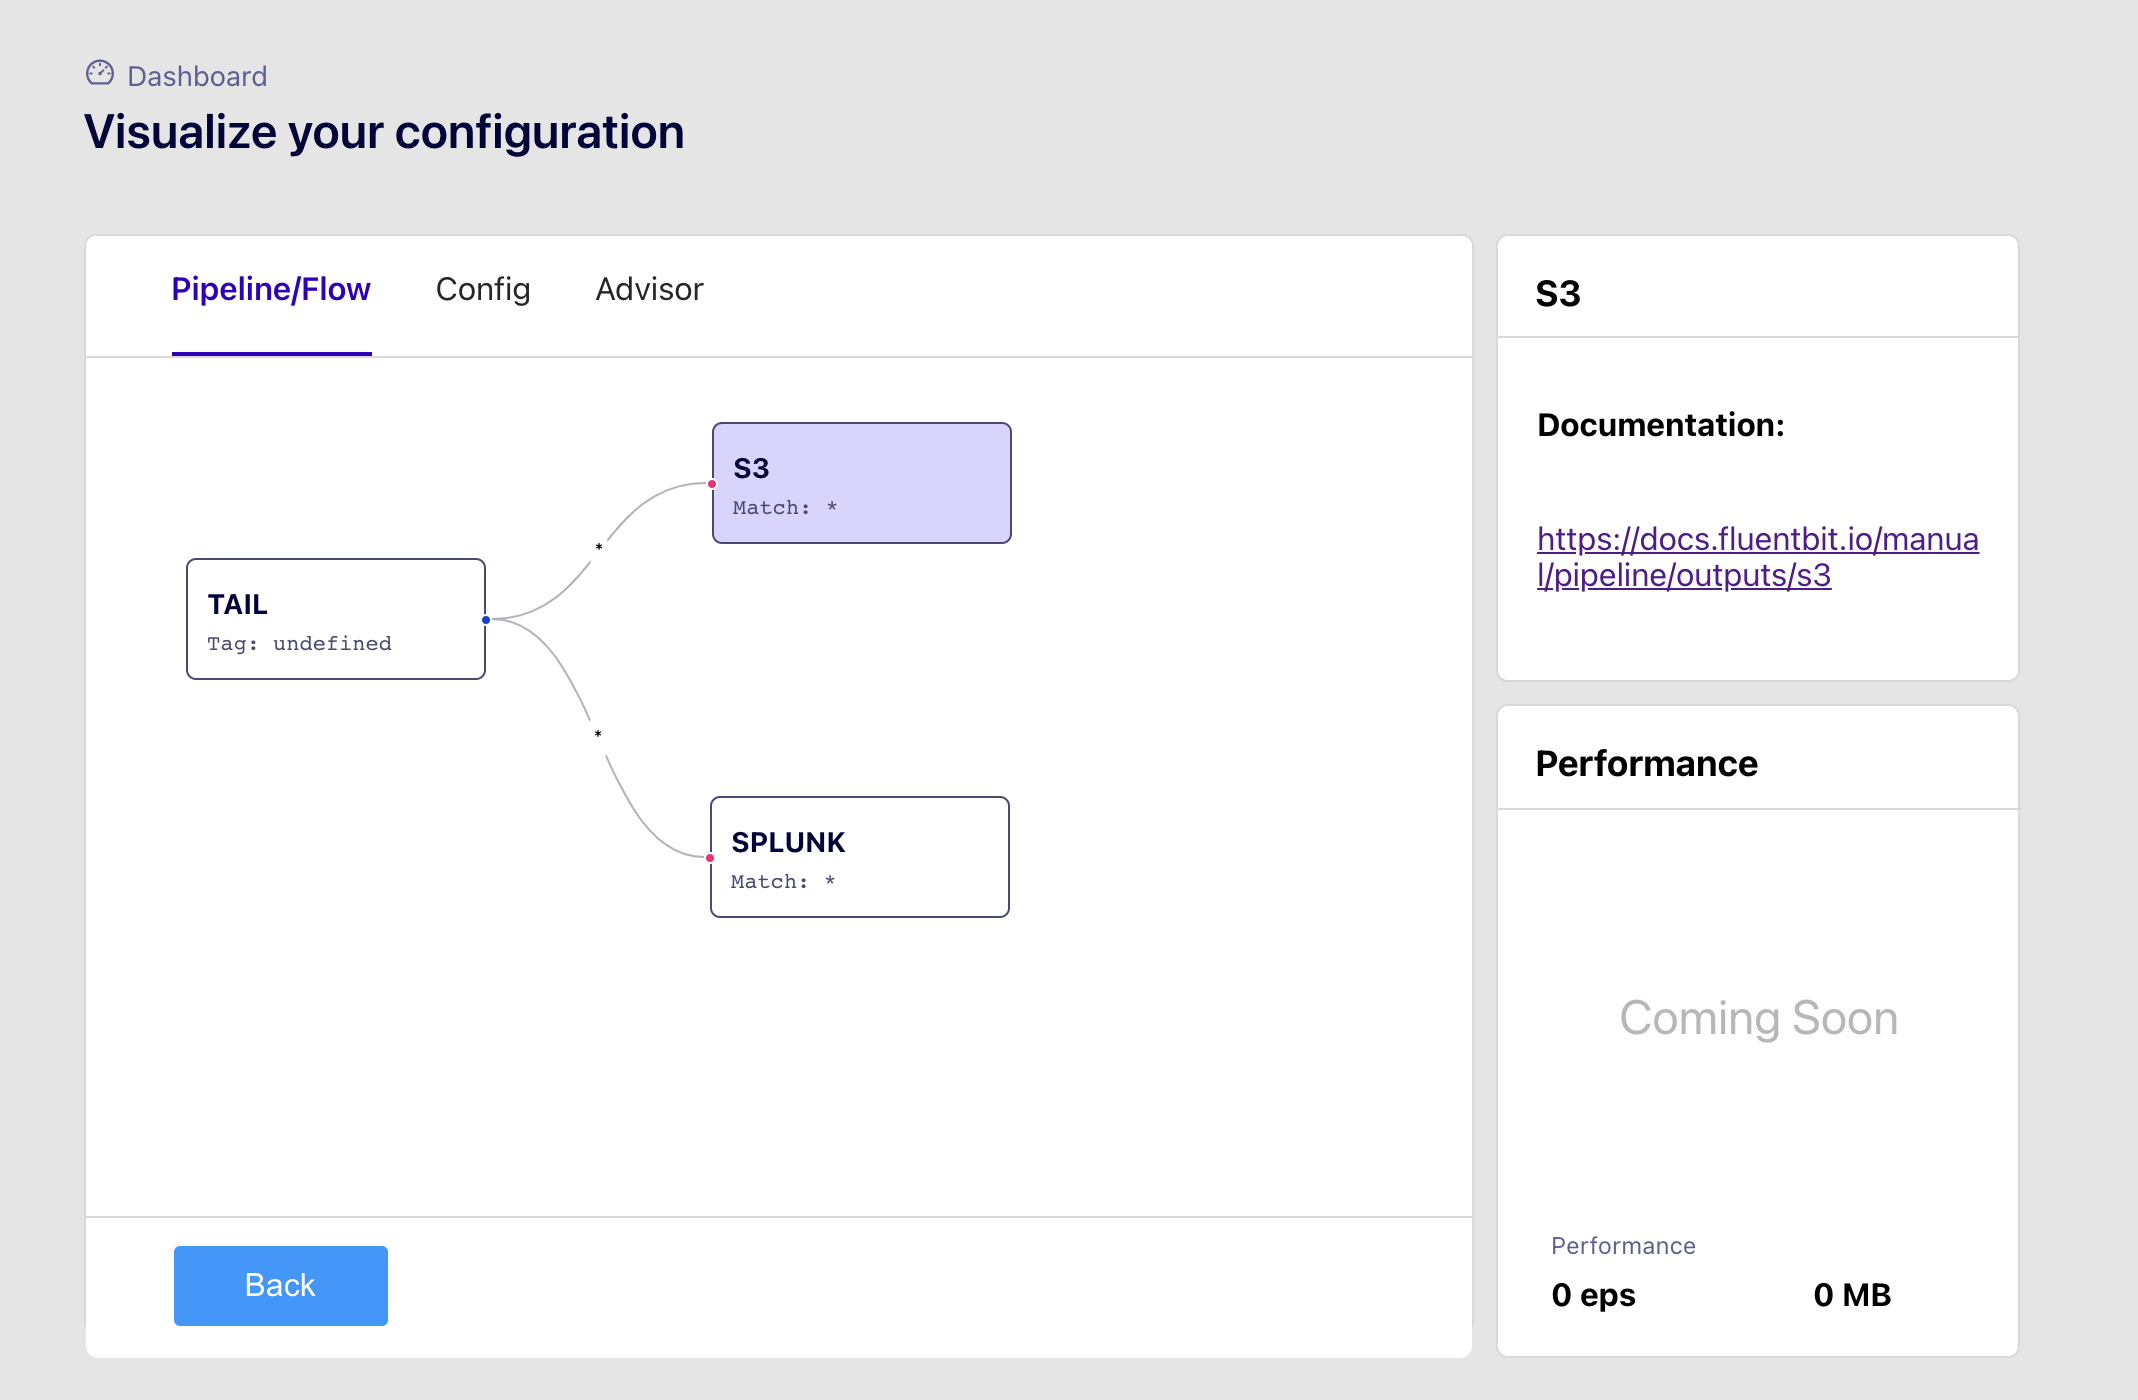 Dashboard
Visualize your configuration
Pipeline/Flow
Config
Advisor
S3
Match: *
*
TAIL
Tag: undefined
*
SPLUNK
Match: *
Back
S3
Documentation:
https://docs.fluentbit.io/manua
l/pipeline/outputs/s3
Performance
Coming Soon
Performance
0 eps
0 MB